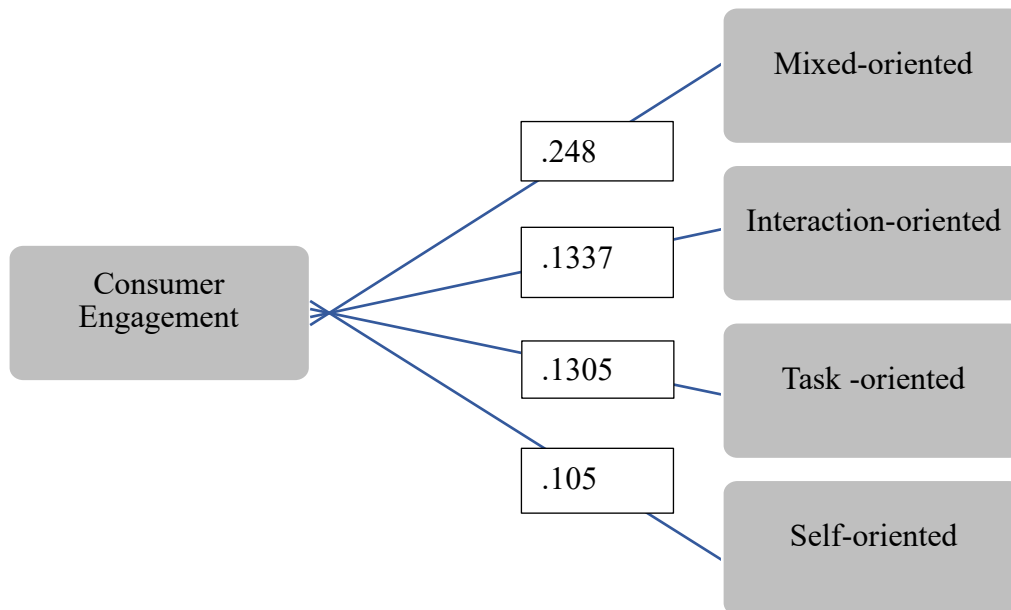 Mixed-oriented
.248
Interaction-oriented
.1337
Consumer
Engagement
.1305
Task -oriented
.105
Self-oriented